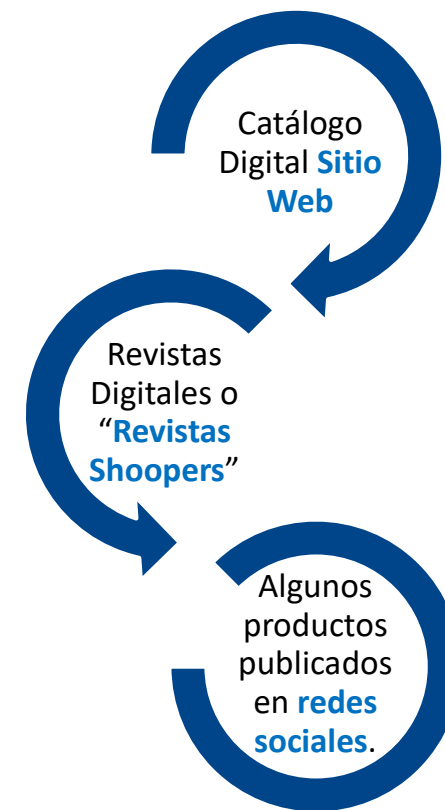 Catálogo
Digital Sitio
Web
Revistas
Digitales o
“Revistas
Shoopers”
Algunos
productos
publicados
en redes
sociales.